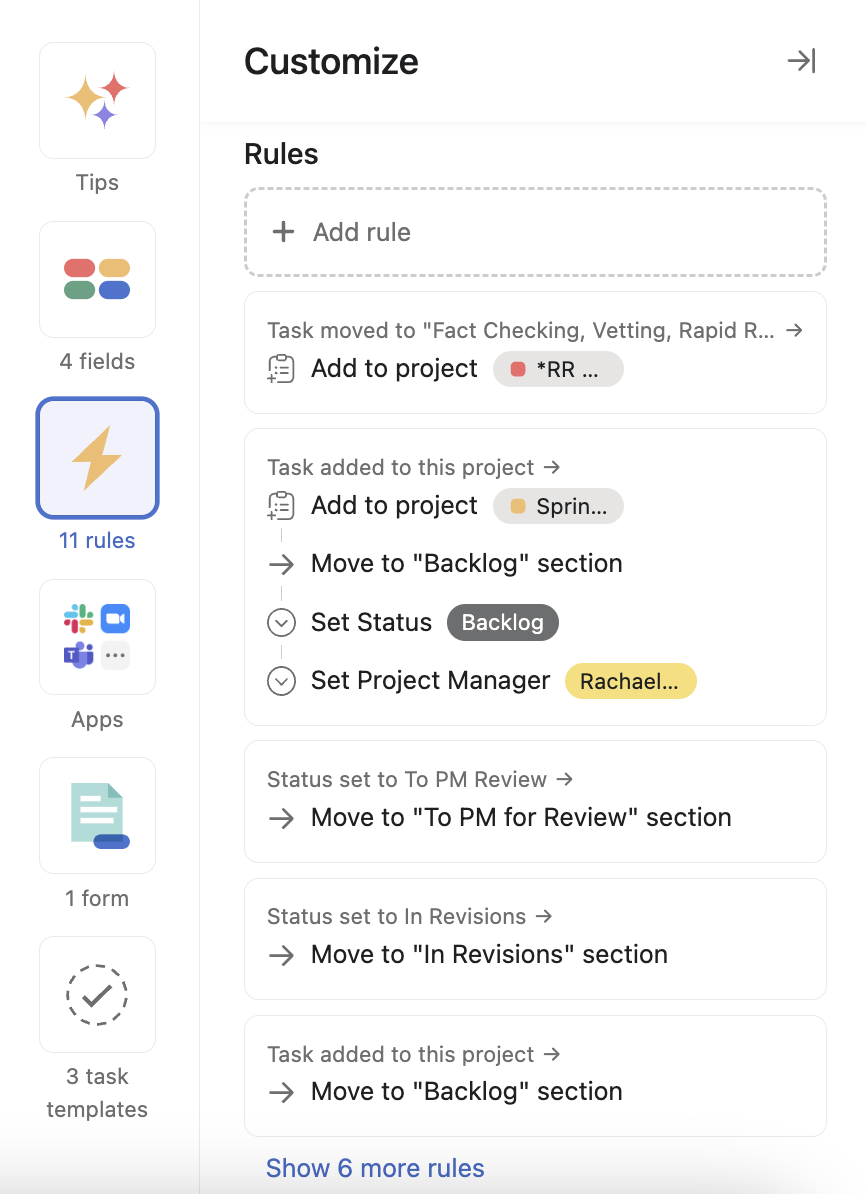 Tips
4 fields
11 rules
Apps
1 form
3 task
templates
Customize
Rules
+ Add rule
Task moved to "Fact Checking, Vetting, Rapid R... →
Add to project *RR ...
Task added to this project →
Add to project Sprin...
→ Move to "Backlog" section
Set Status Backlog
Set Project Manager Rachael...
Status set to To PM Review →
→ Move to "To PM for Review" section
Status set to In Revisions →
→ Move to "In Revisions" section
Task added to this project →
→ Move to "Backlog" section
Show 6 more rules